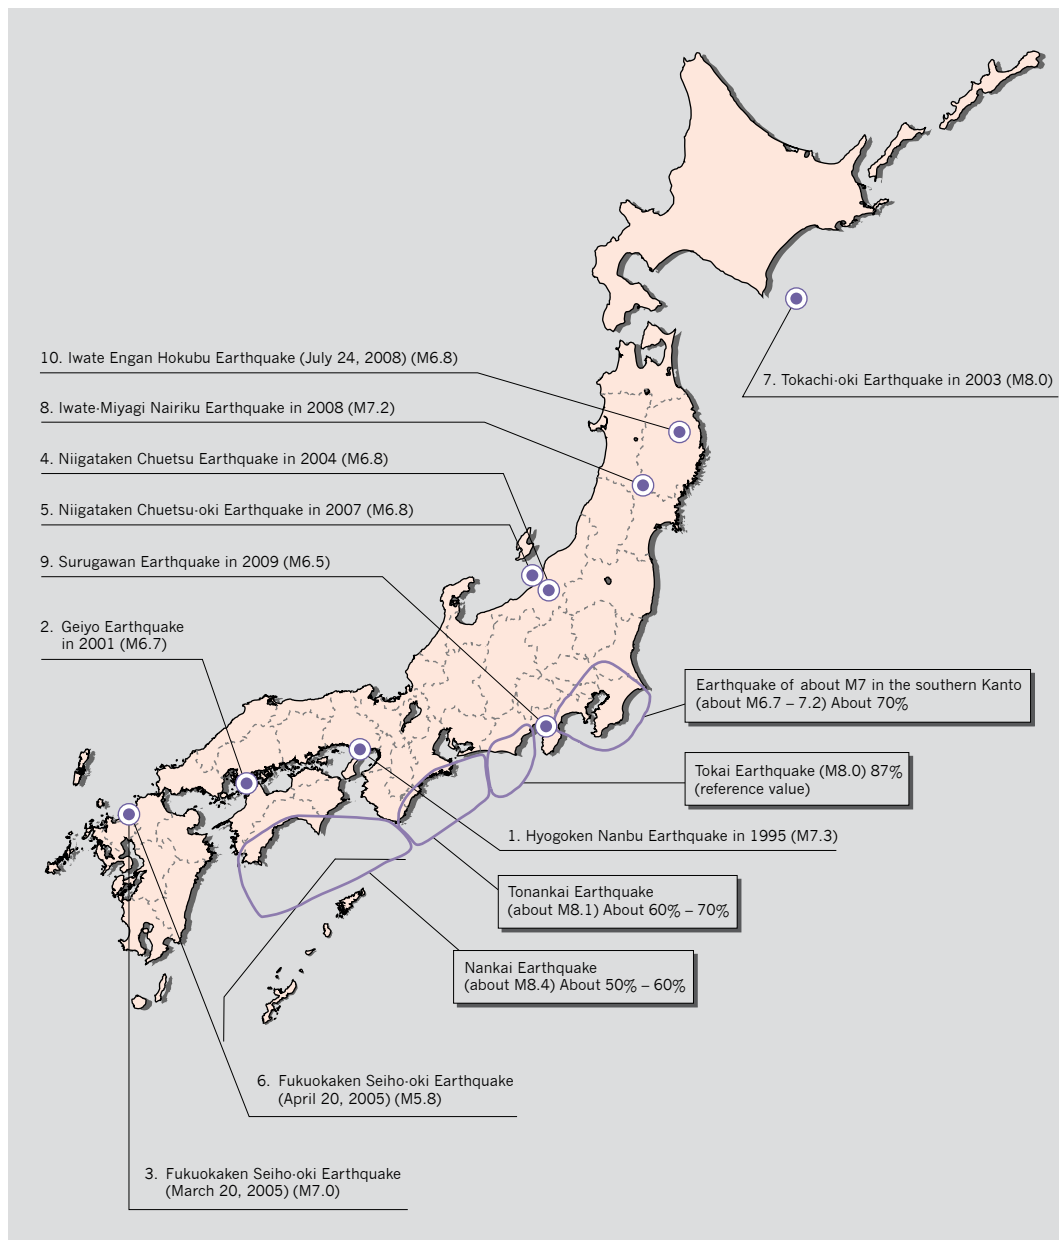 10. Iwate Engan Hokubu Earthquake (July 24, 2008) (M6.8)
7. Tokachi-oki Earthquake in 2003 (M8.0)
8. Iwate-Miyagi Nairiku Earthquake in 2008 (M7.2)
4. Niigataken Chuetsu Earthquake in 2004 (M6.8)
5. Niigataken Chuetsu-oki Earthquake in 2007 (M6.8)
9. Surugawan Earthquake in 2009 (M6.5)
2. Geiyo Earthquake
in 2001 (M6.7)
Earthquake of about M7 in the southern Kanto
(about M6.7 – 7.2) About 70%
Tokai Earthquake (M8.0) 87%
(reference value)
1. Hyogoken Nanbu Earthquake in 1995 (M7.3)
Tonankai Earthquake
(about M8.1) About 60% – 70%
Nankai Earthquake
(about M8.4) About 50% – 60%
6. Fukuokaken Seiho-oki Earthquake
(April 20, 2005) (M5.8)
3. Fukuokaken Seiho-oki Earthquake
(March 20, 2005) (M7.0)